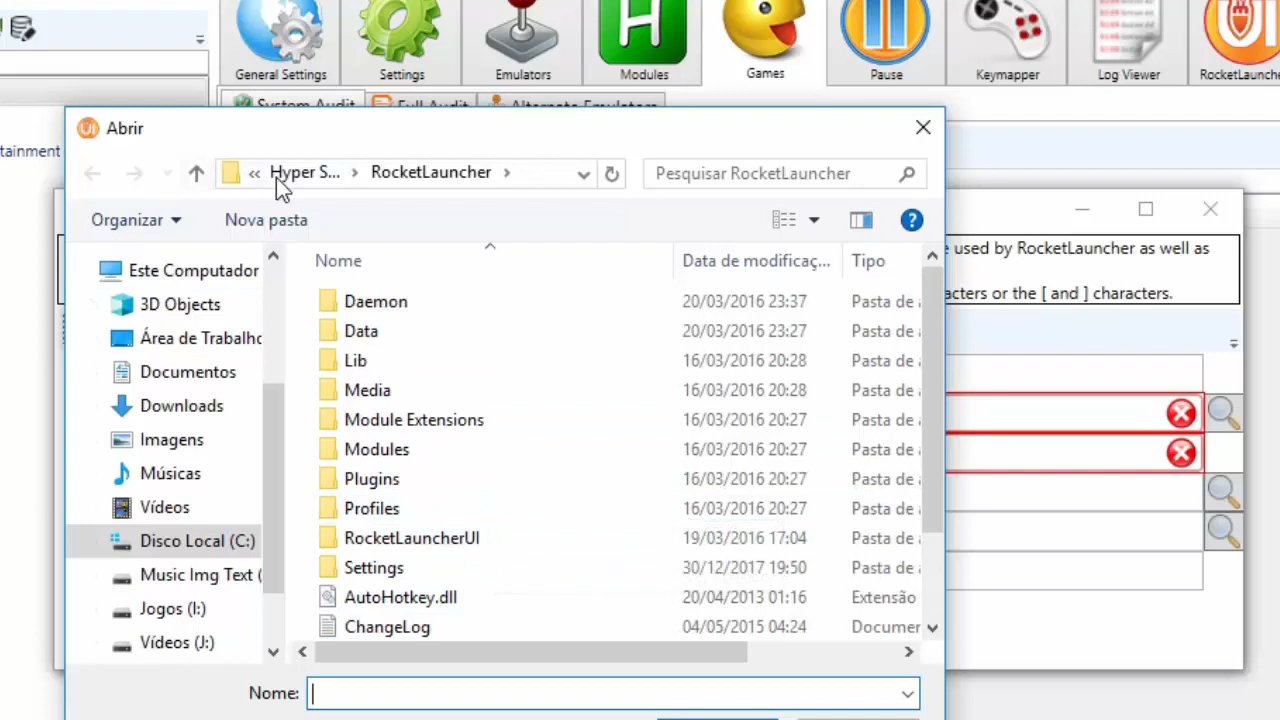 General Settings
Settings
Emulators
Modules
Games
Pause
Keymapper
Log Viewer
RocketLaunche
System Audit
Full Audit
Alternate Emulators
tainment
Abrir
« Hyper S... › RocketLauncher ›
Pesquisar RocketLauncher
Organizar
Nova pasta
e used by RocketLauncher as well as
acters or the [ and ] characters.
Este Computador
3D Objects
Área de Trabalho
Documentos
Downloads
Imagens
Músicas
Vídeos
Disco Local (C:)
Music Img Text (
Jogos (I:)
Vídeos (J:)
Nome
Data de modificaç...
Tipo
Daemon 20/03/2016 23:37 Pasta de a
Data 20/03/2016 23:27 Pasta de a
Lib 16/03/2016 20:28 Pasta de a
Media 16/03/2016 20:28 Pasta de a
Module Extensions 16/03/2016 20:27 Pasta de a
Modules 16/03/2016 20:27 Pasta de a
Plugins 16/03/2016 20:27 Pasta de a
Profiles 16/03/2016 20:27 Pasta de a
RocketLauncherUI 19/03/2016 17:04 Pasta de a
Settings 30/12/2017 19:50 Pasta de a
AutoHotkey.dll 20/04/2013 01:16 Extensão
ChangeLog 04/05/2015 04:24 Documen
Nome: